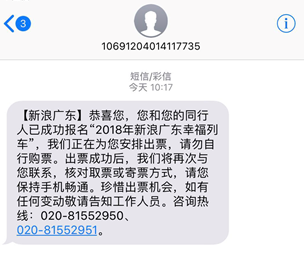 3
10691204014117735
短信/彩信
今天 10:17
【新浪广东】恭喜您，您和您的同行
人已成功报名“2018年新浪广东幸福列
车”，我们正在为您安排出票，请勿自
行购票。出票成功后，我们将再次与
您联系，核对取票或寄票方式，请您
保持手机畅通。珍惜出票机会，如有
任何变动敬请告知工作人员。咨询热
线：020-81552950、
020-81552951。